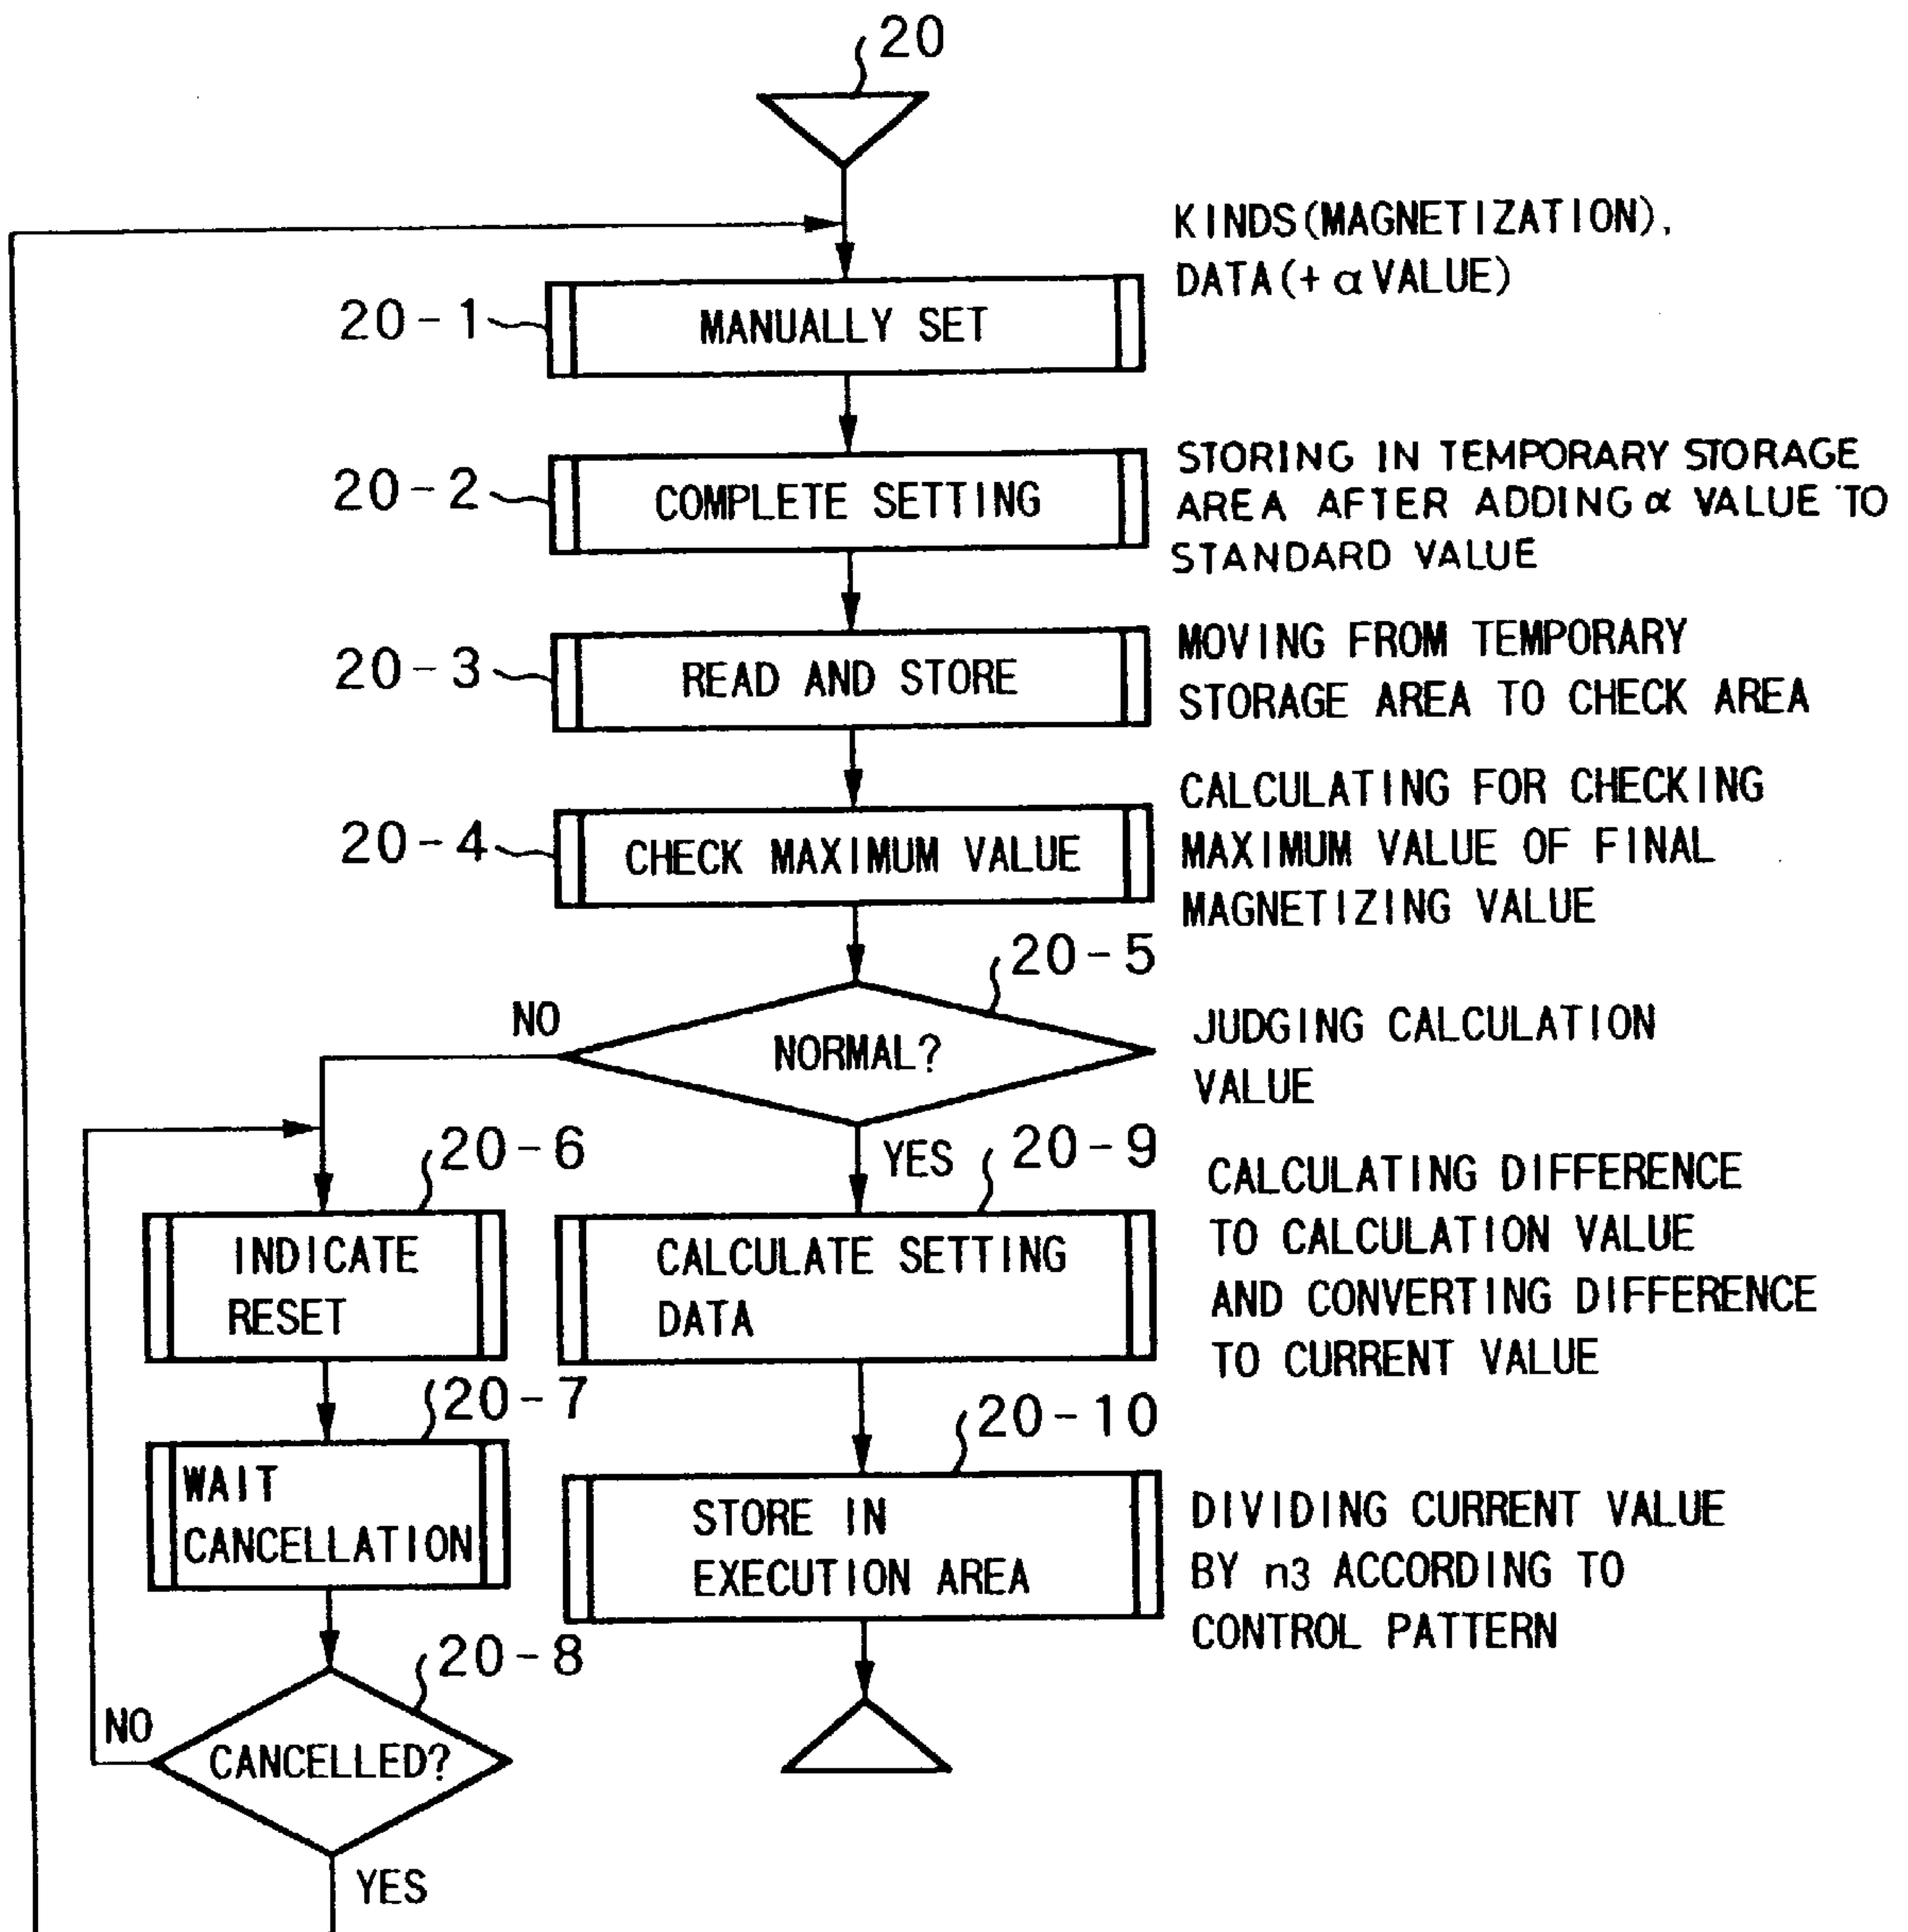 20
KINDS(MAGNETIZATION),
DATA(+ α VALUE)
20-1
MANUALLY SET
20-2
COMPLETE SETTING
STORING IN TEMPORARY STORAGE
AREA AFTER ADDING α VALUE TO
STANDARD VALUE
20-3
READ AND STORE
MOVING FROM TEMPORARY
STORAGE AREA TO CHECK AREA
20-4
CHECK MAXIMUM VALUE
CALCULATING FOR CHECKING
MAXIMUM VALUE OF FINAL
MAGNETIZING VALUE
20-5
NO
NORMAL?
JUDGING CALCULATION
VALUE
20-6
YES
20-9
INDICATE
RESET
CALCULATE SETTING
DATA
CALCULATING DIFFERENCE
TO CALCULATION VALUE
AND CONVERTING DIFFERENCE
TO CURRENT VALUE
20-7
20-10
WAIT
CANCELLATION
STORE IN
EXECUTION AREA
DIVIDING CURRENT VALUE
BY n3 ACCORDING TO
CONTROL PATTERN
20-8
NO
CANCELLED?
YES